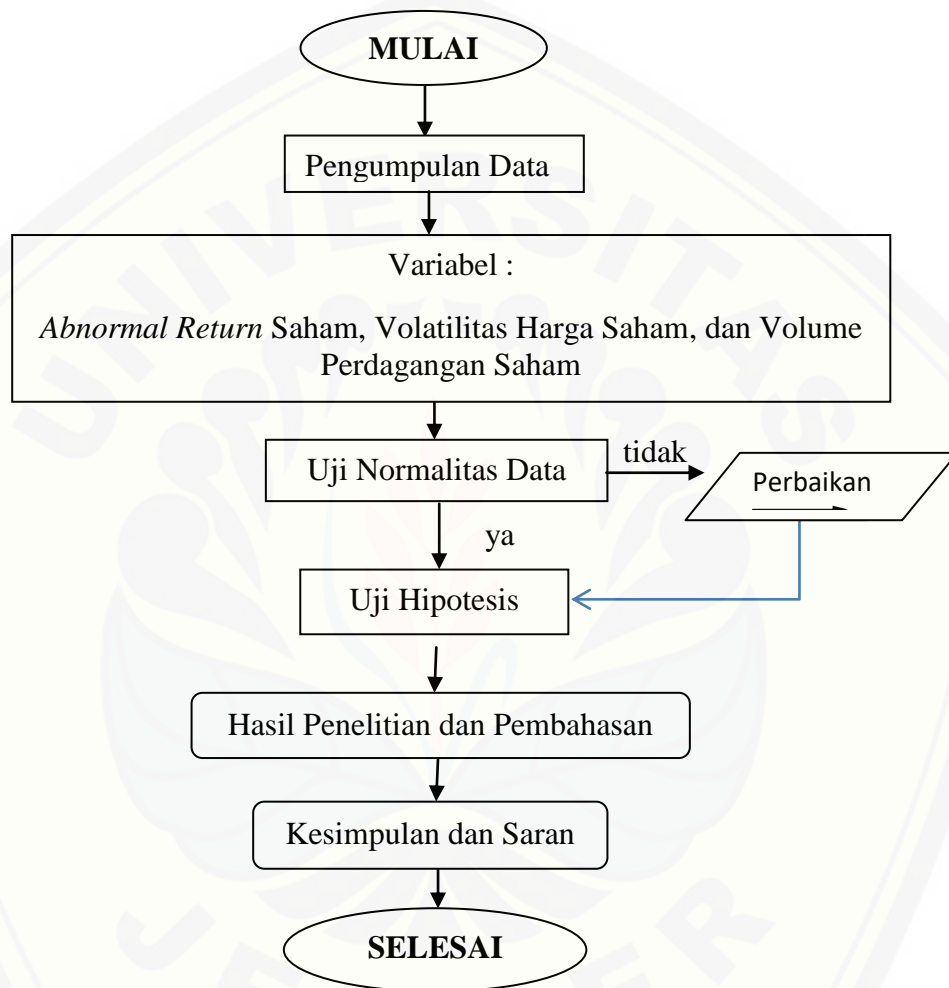 MULAI
Pengumpulan Data
Variabel :
Abnormal Return Saham, Volatilitas Harga Saham, dan Volume
Perdagangan Saham
Uji Normalitas Data
tidak
Perbaikan
ya
Uji Hipotesis
Hasil Penelitian dan Pembahasan
Kesimpulan dan Saran
SELESAI
UNIVERSITAS